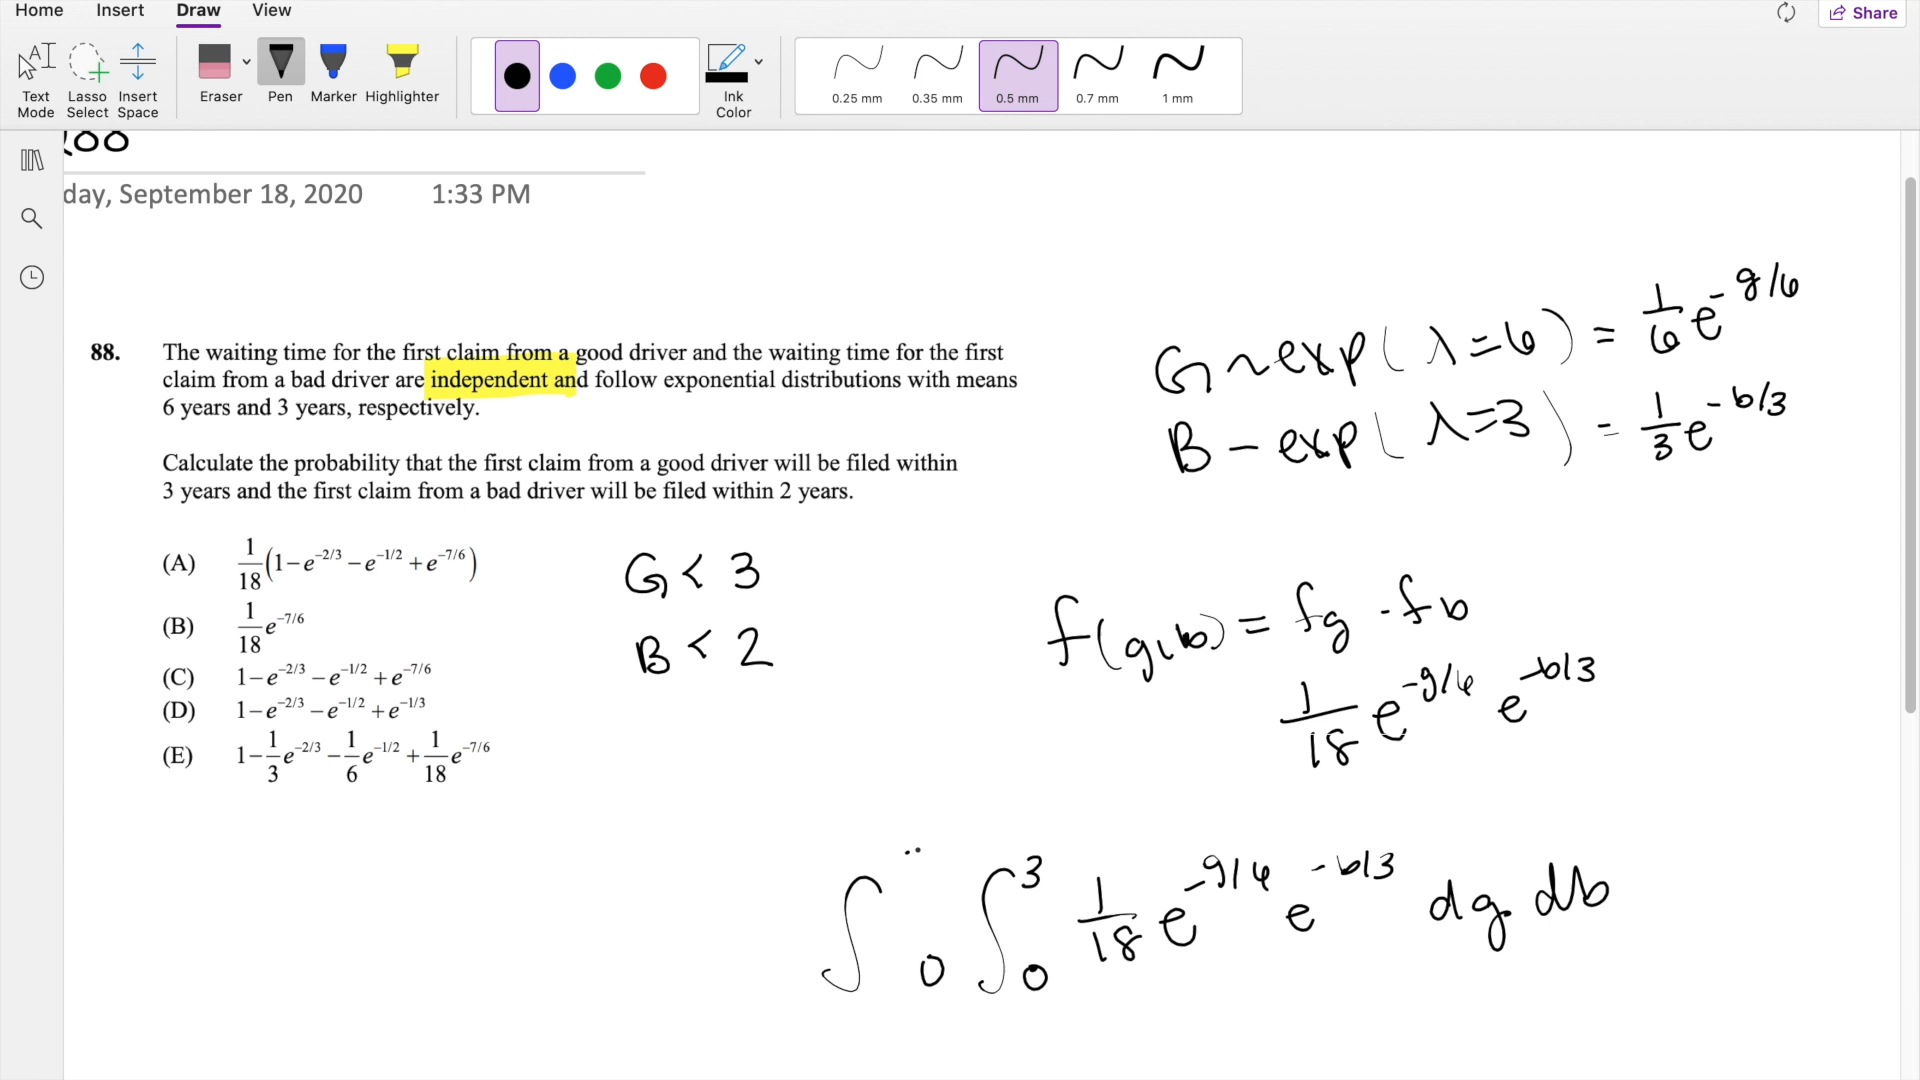 Home Insert Draw View
Share
Text Mode
Lasso Select
Insert Space
Eraser
Pen
Marker
Highlighter
Ink Color
0.25 mm
0.35 mm
0.5 mm
0.7 mm
1 mm
day, September 18, 2020 1:33 PM
88. The waiting time for the first claim from a good driver and the waiting time for the first
claim from a bad driver are independent and follow exponential distributions with means
6 years and 3 years, respectively.
Calculate the probability that the first claim from a good driver will be filed within
3 years and the first claim from a bad driver will be filed within 2 years.
(A) 1/18 (1−e^{−2/3} −e^{−1/2} +e^{−7/6})
(B) 1/18 e^{−7/6}
(C) 1−e^{−2/3} −e^{−1/2} +e^{−7/6}
(D) 1−e^{−2/3} −e^{−1/2} +e^{−1/3}
(E) 1−1/3 e^{−2/3} −1/6 e^{−1/2} +1/18 e^{−7/6}
G ~ exp( λ=6 ) = 1/6 e^{-g/6}
B - exp( λ=3 ) = 1/3 e^{-b/3}
G < 3
B < 2
f(g,b) = fg · fb
1/18 e^{-g/6} e^{-b/3}
∫_0 ∫_0^3 1/18 e^{-g/6} e^{-b/3} dg db